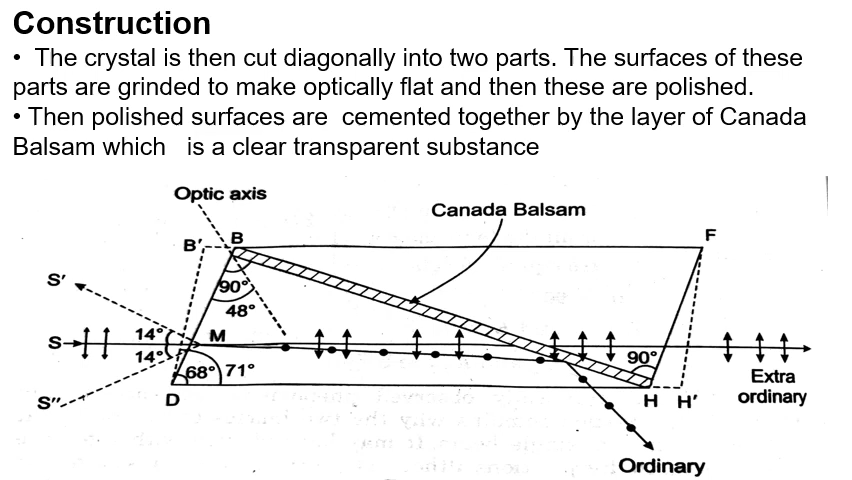 Construction
• The crystal is then cut diagonally into two parts. The surfaces of these
parts are grinded to make optically flat and then these are polished.
• Then polished surfaces are cemented together by the layer of Canada
Balsam which is a clear transparent substance
Optic axis
Canada Balsam
B' B
F
S'
90°
48°
S
14°
M
14°
90°
68° 71°
Extra
ordinary
S"
D
H H'
Ordinary